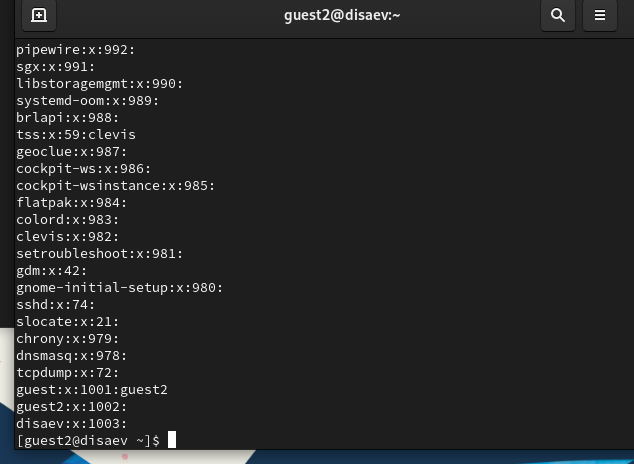 guest2@disaev:~
pipewire:x:992:
sgx:x:991:
libstoragemgmt:x:990:
systemd-oom:x:989:
brlapi:x:988:
tss:x:59:clevis
geoclue:x:987:
cockpit-ws:x:986:
cockpit-wsinstance:x:985:
flatpak:x:984:
colord:x:983:
clevis:x:982:
setroubleshoot:x:981:
gdm:x:42:
gnome-initial-setup:x:980:
sshd:x:74:
slocate:x:21:
chrony:x:979:
dnsmasq:x:978:
tcpdump:x:72:
guest:x:1001:guest2
guest2:x:1002:
disaev:x:1003:
[guest2@disaev ~]$